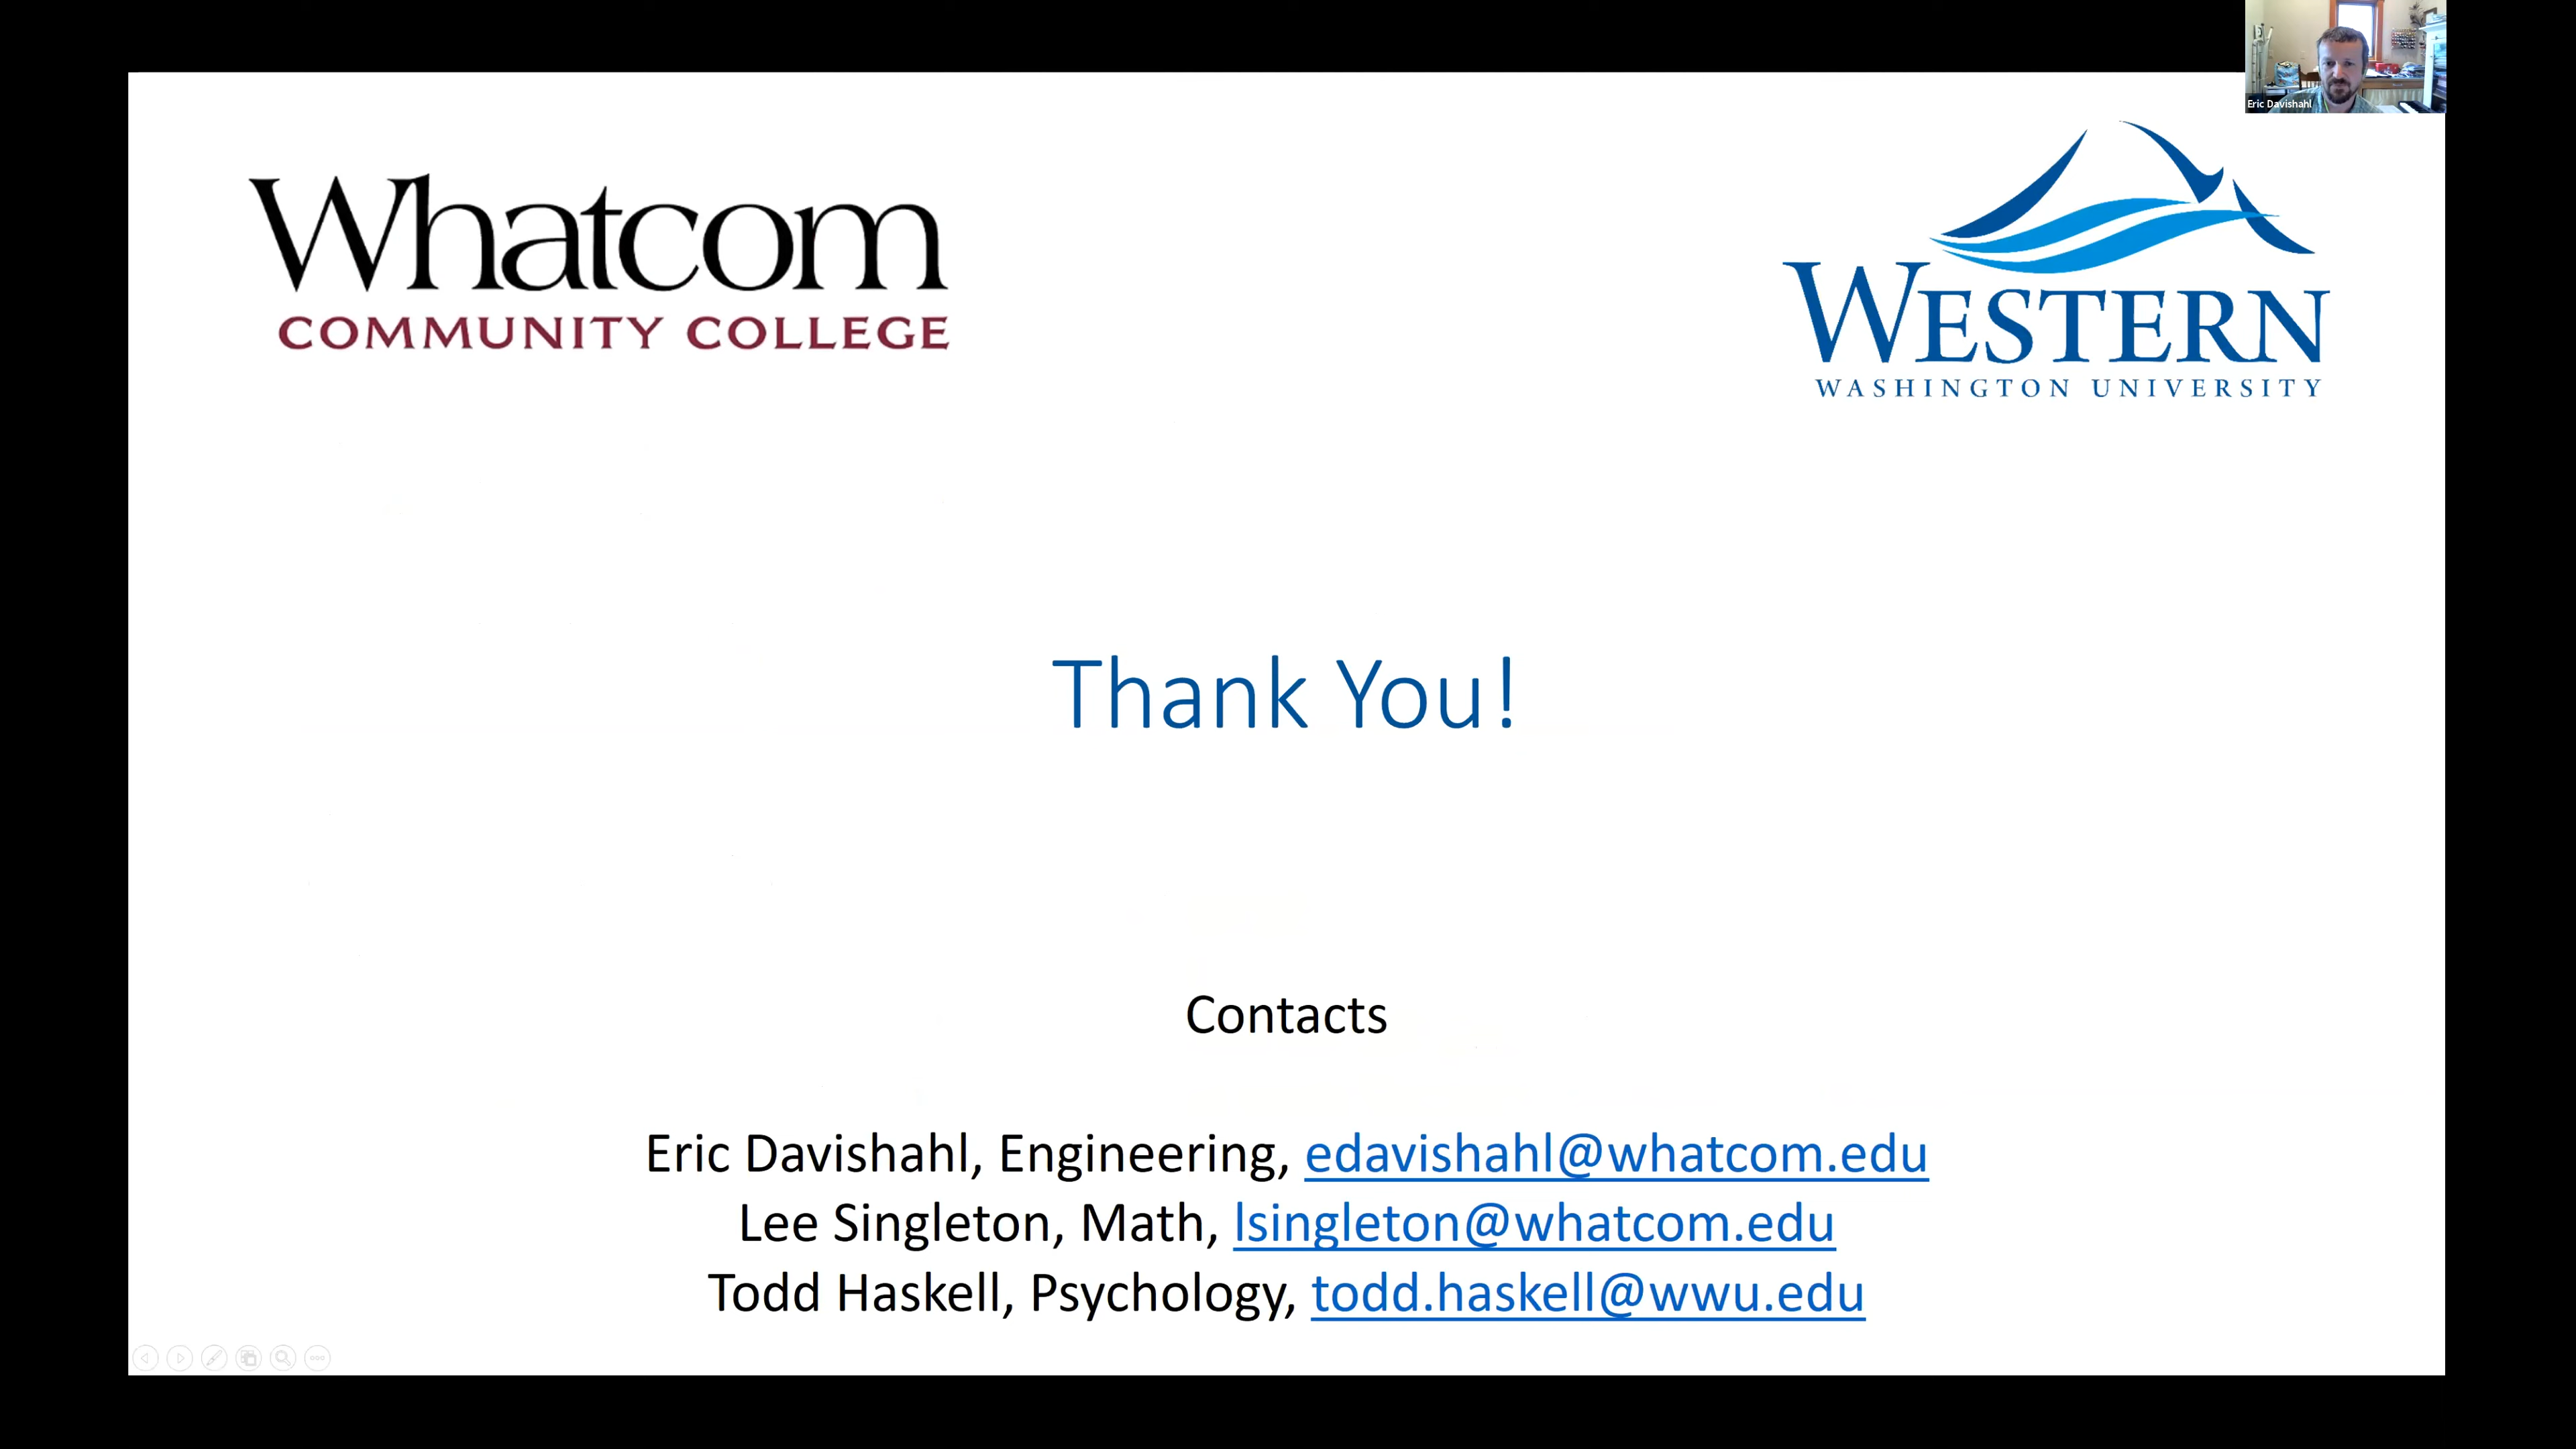 Eric Davishahl
Whatcom
COMMUNITY COLLEGE
WESTERN
WASHINGTON UNIVERSITY
Thank You!
Contacts
Eric Davishahl, Engineering, edavishahl@whatcom.edu
Lee Singleton, Math, lsingleton@whatcom.edu
Todd Haskell, Psychology, todd.haskell@wwu.edu